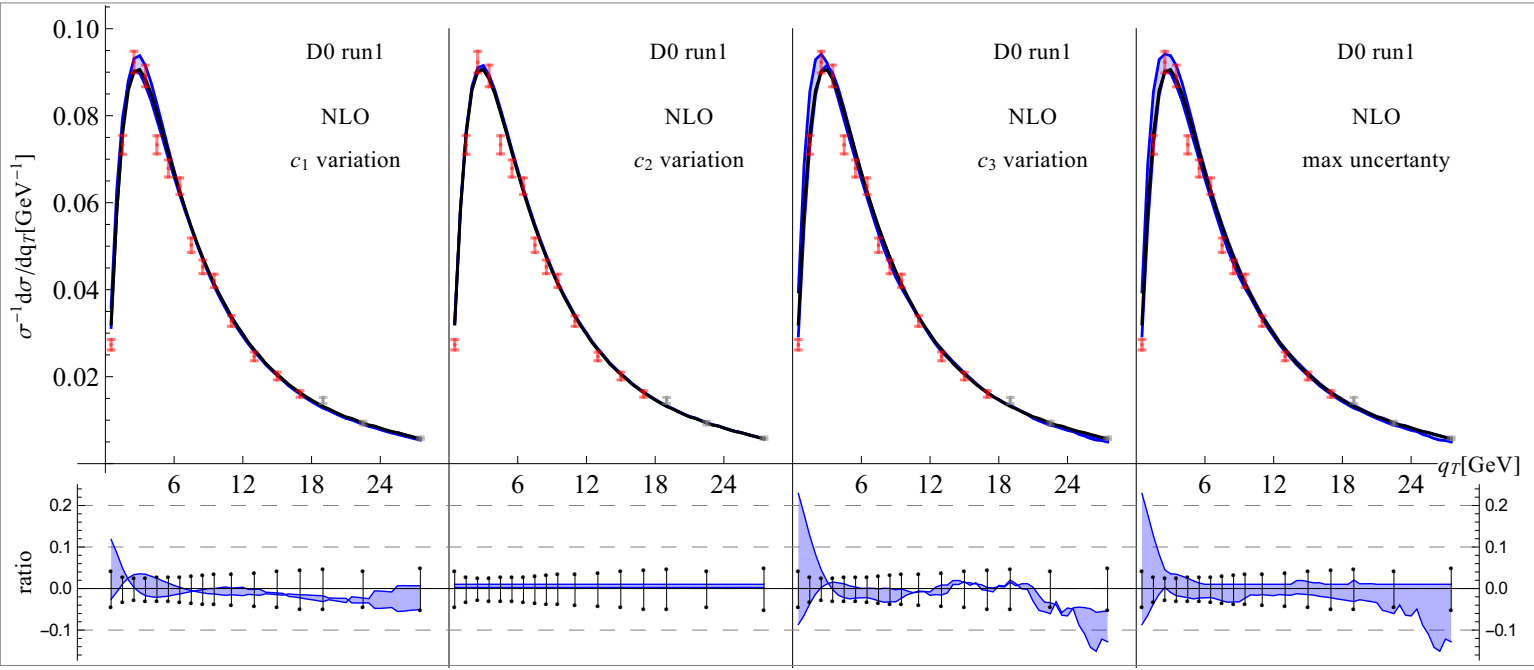 σ⁻¹dσ/dq_T[GeV⁻¹]
0.10
0.08
0.06
0.04
0.02
D0 run1
NLO
c₁ variation
D0 run1
NLO
c₂ variation
D0 run1
NLO
c₃ variation
D0 run1
NLO
max uncertanty
6 12 18 24
6 12 18 24
6 12 18 24
6 12 18 24
q_T[GeV]
ratio
0.2
0.1
0.0
−0.1
0.2
0.1
0.0
−0.1